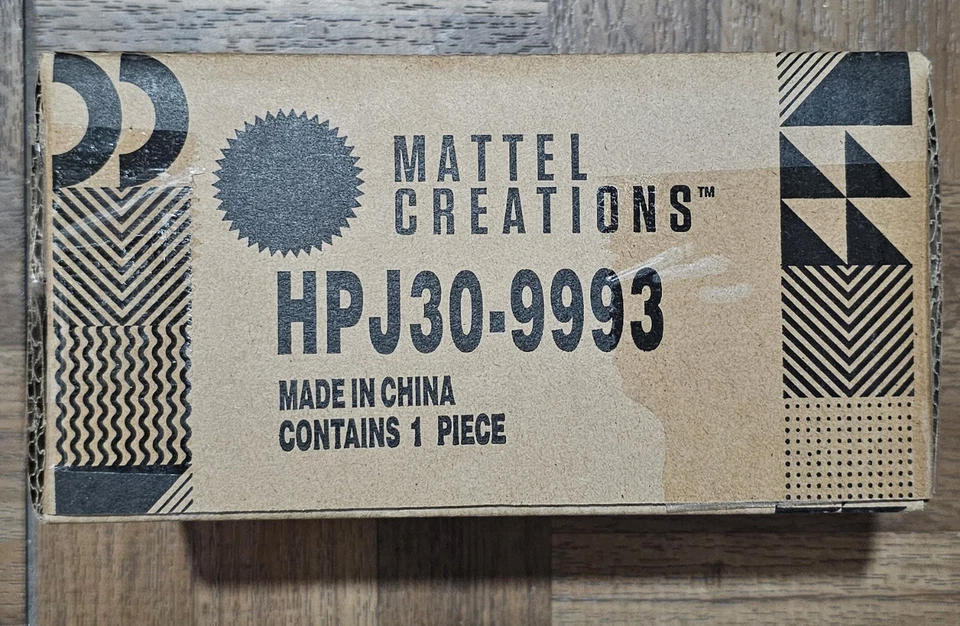 MATTEL
CREATIONS™
HPJ30-9993
MADE IN CHINA
CONTAINS 1 PIECE